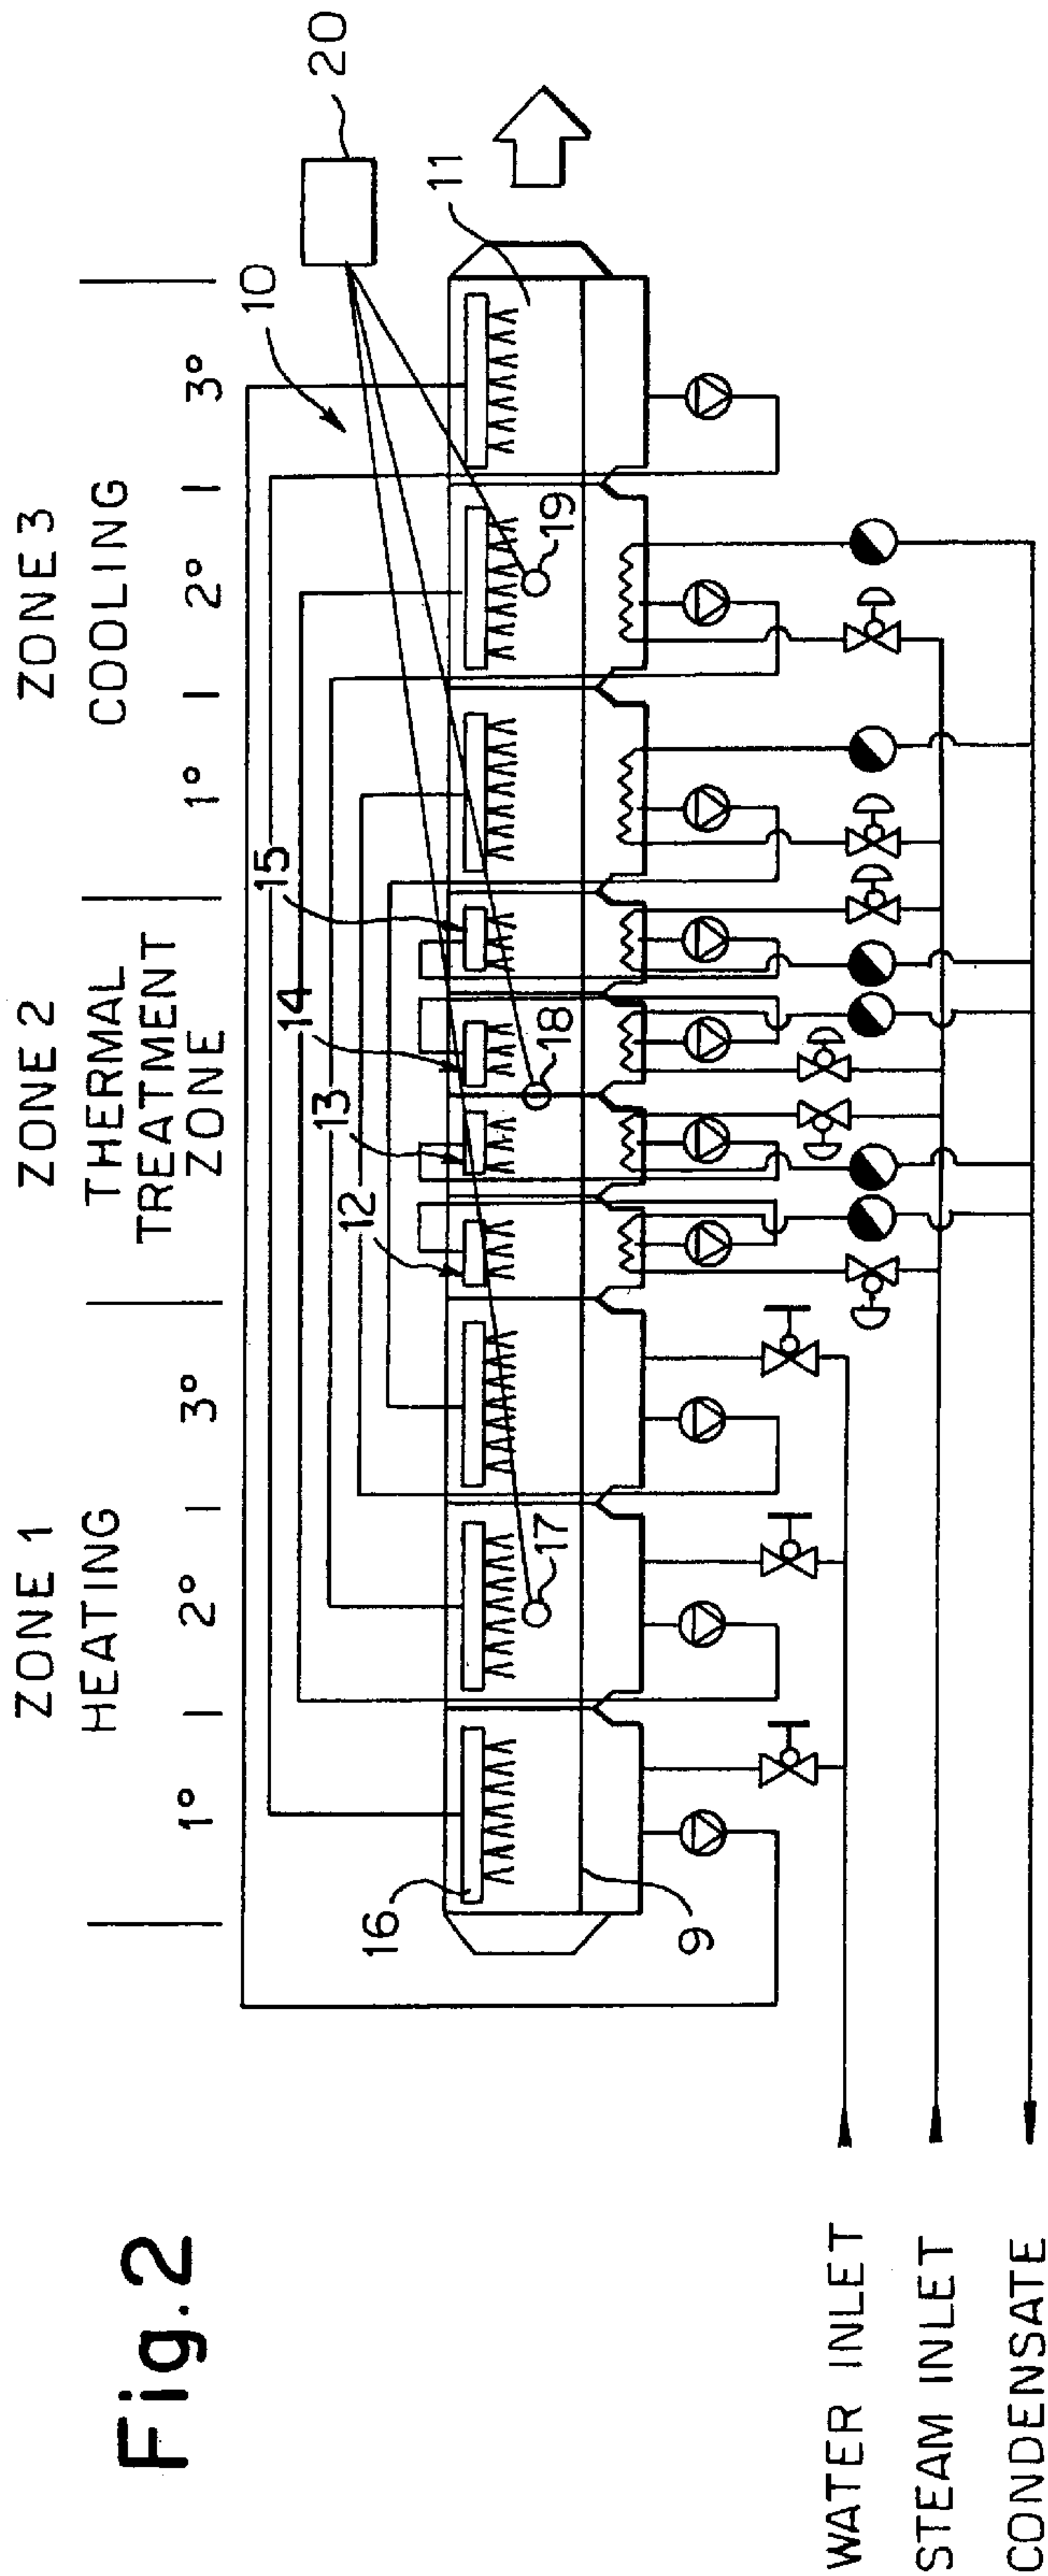 Fig.2
ZONE 1
HEATING
ZONE 2
THERMAL
TREATMENT
ZONE
ZONE 3
COOLING
1°
2°
3°
1°
2°
3°
10
20
11
15
14
13
12
16
17
18
19
9
WATER INLET
STEAM INLET
CONDENSATE